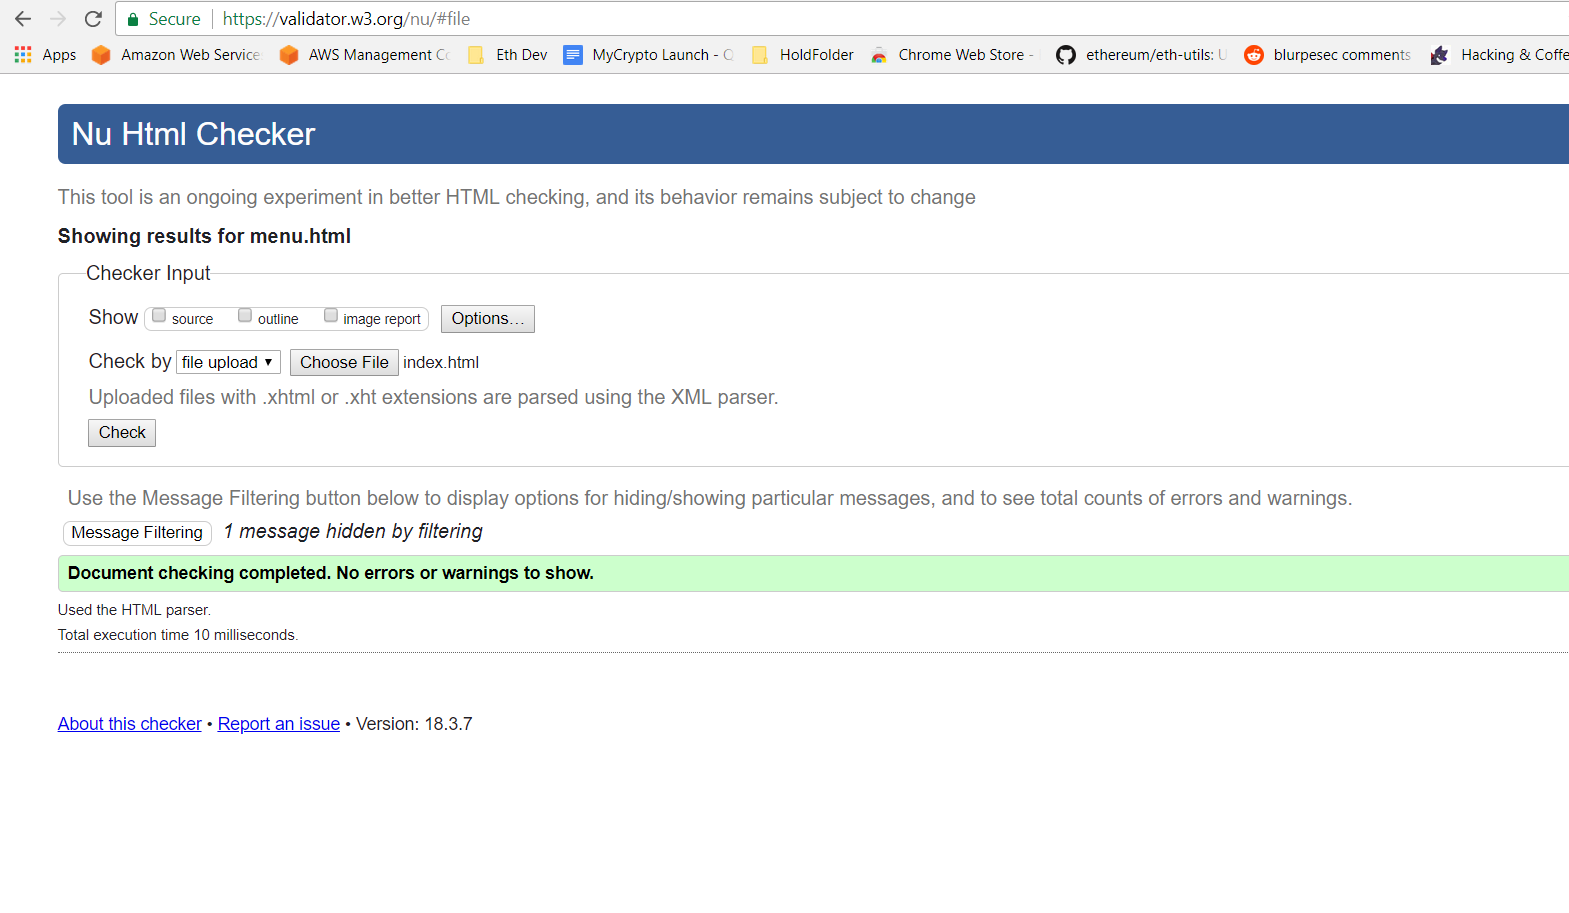 Secure https://validator.w3.org/nu/#file
Apps Amazon Web Service AWS Management Eth Dev MyCrypto Launch - HoldFolder Chrome Web Store - ethereum/eth-utils: blurpesec comments Hacking & Coffe
Nu Html Checker
This tool is an ongoing experiment in better HTML checking, and its behavior remains subject to change
Showing results for menu.html
Checker Input
Show source outline image report Options...
Check by file upload Choose File index.html
Uploaded files with .xhtml or .xht extensions are parsed using the XML parser.
Check
Use the Message Filtering button below to display options for hiding/showing particular messages, and to see total counts of errors and warnings.
Message Filtering 1 message hidden by filtering
Document checking completed. No errors or warnings to show.
Used the HTML parser.
Total execution time 10 milliseconds.
About this checker • Report an issue • Version: 18.3.7